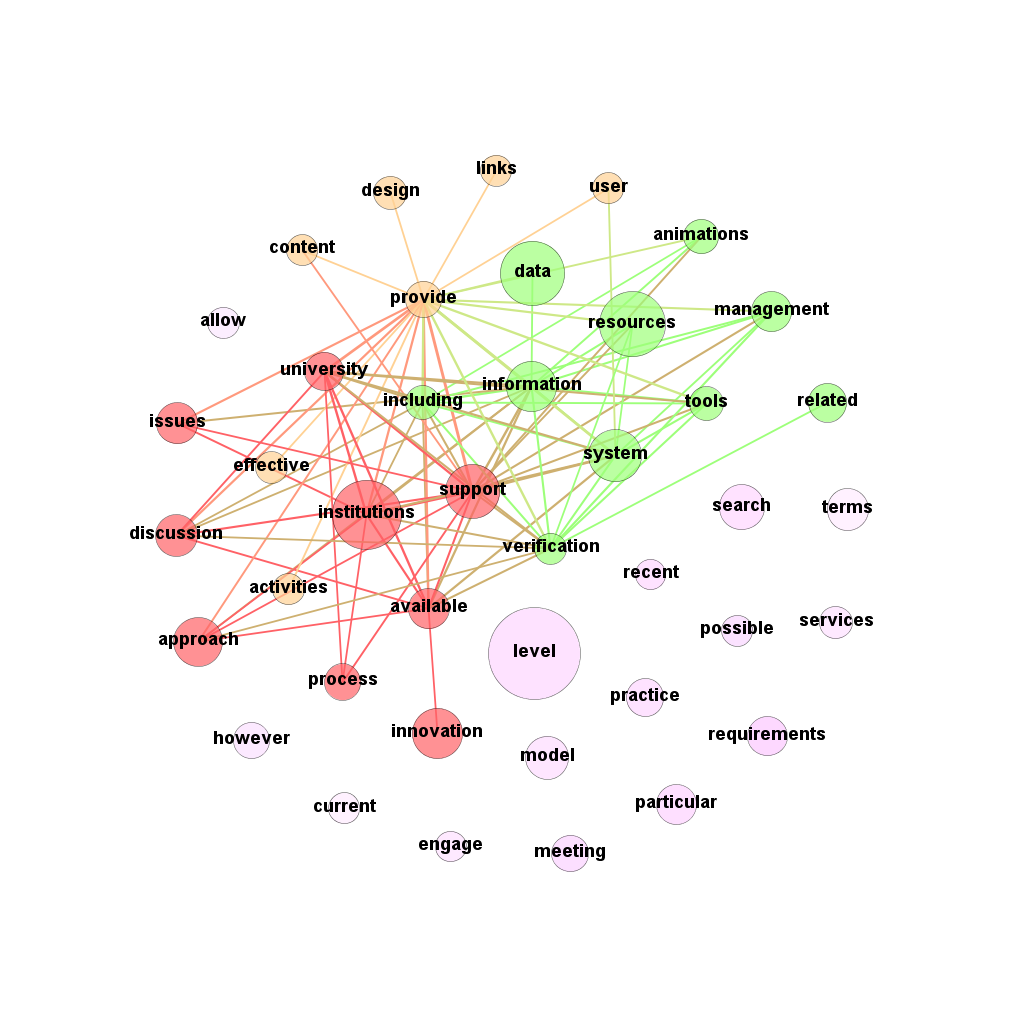 links
design
user
animations
content
data
provide
management
resources
allow
university
information
including
tools
related
issues
system
effective
support
search
terms
institutions
discussion
verification
recent
activities
available
services
possible
approach
level
process
practice
innovation
requirements
however
model
particular
current
engage
meeting